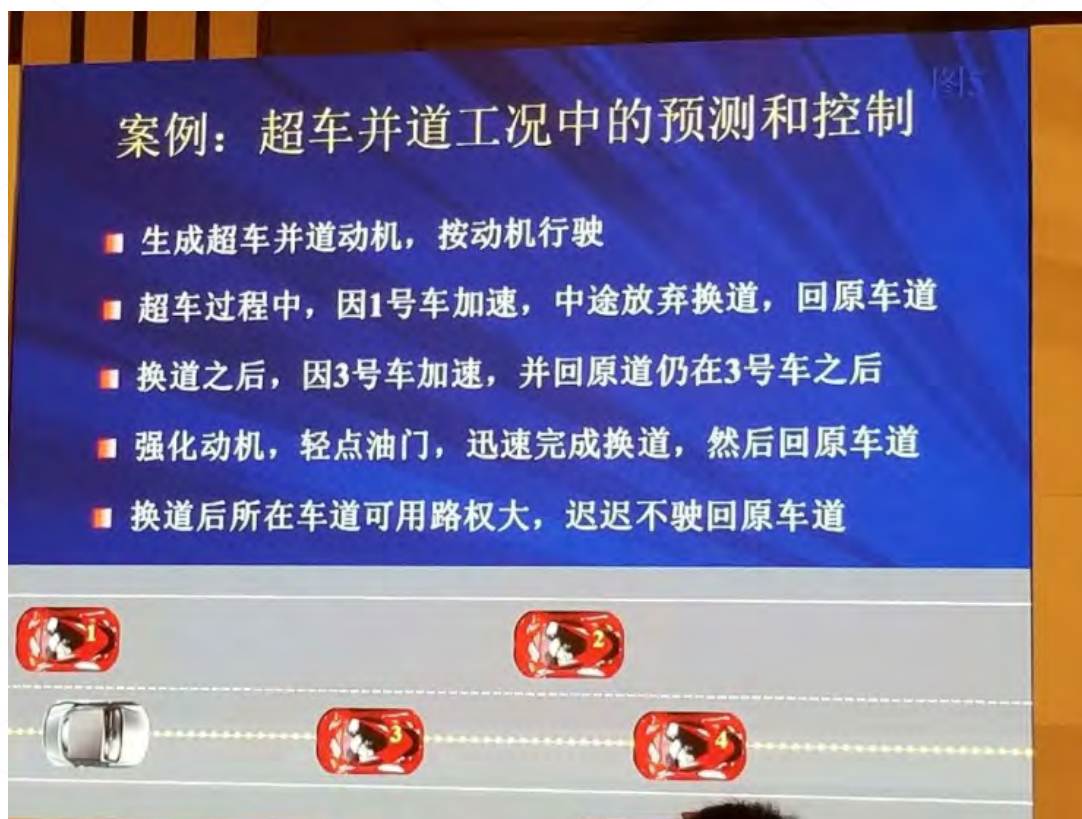 图5
案例：超车并道工况中的预测和控制
生成超车并道动机，按动机行驶
超车过程中，因1号车加速，中途放弃换道，回原车道
换道之后，因3号车加速，并回原道仍在3号车之后
强化动机，轻点油门，迅速完成换道，然后回原车道
换道后所在车道可用路权大，迟迟不驶回原车道
1
2
3
4